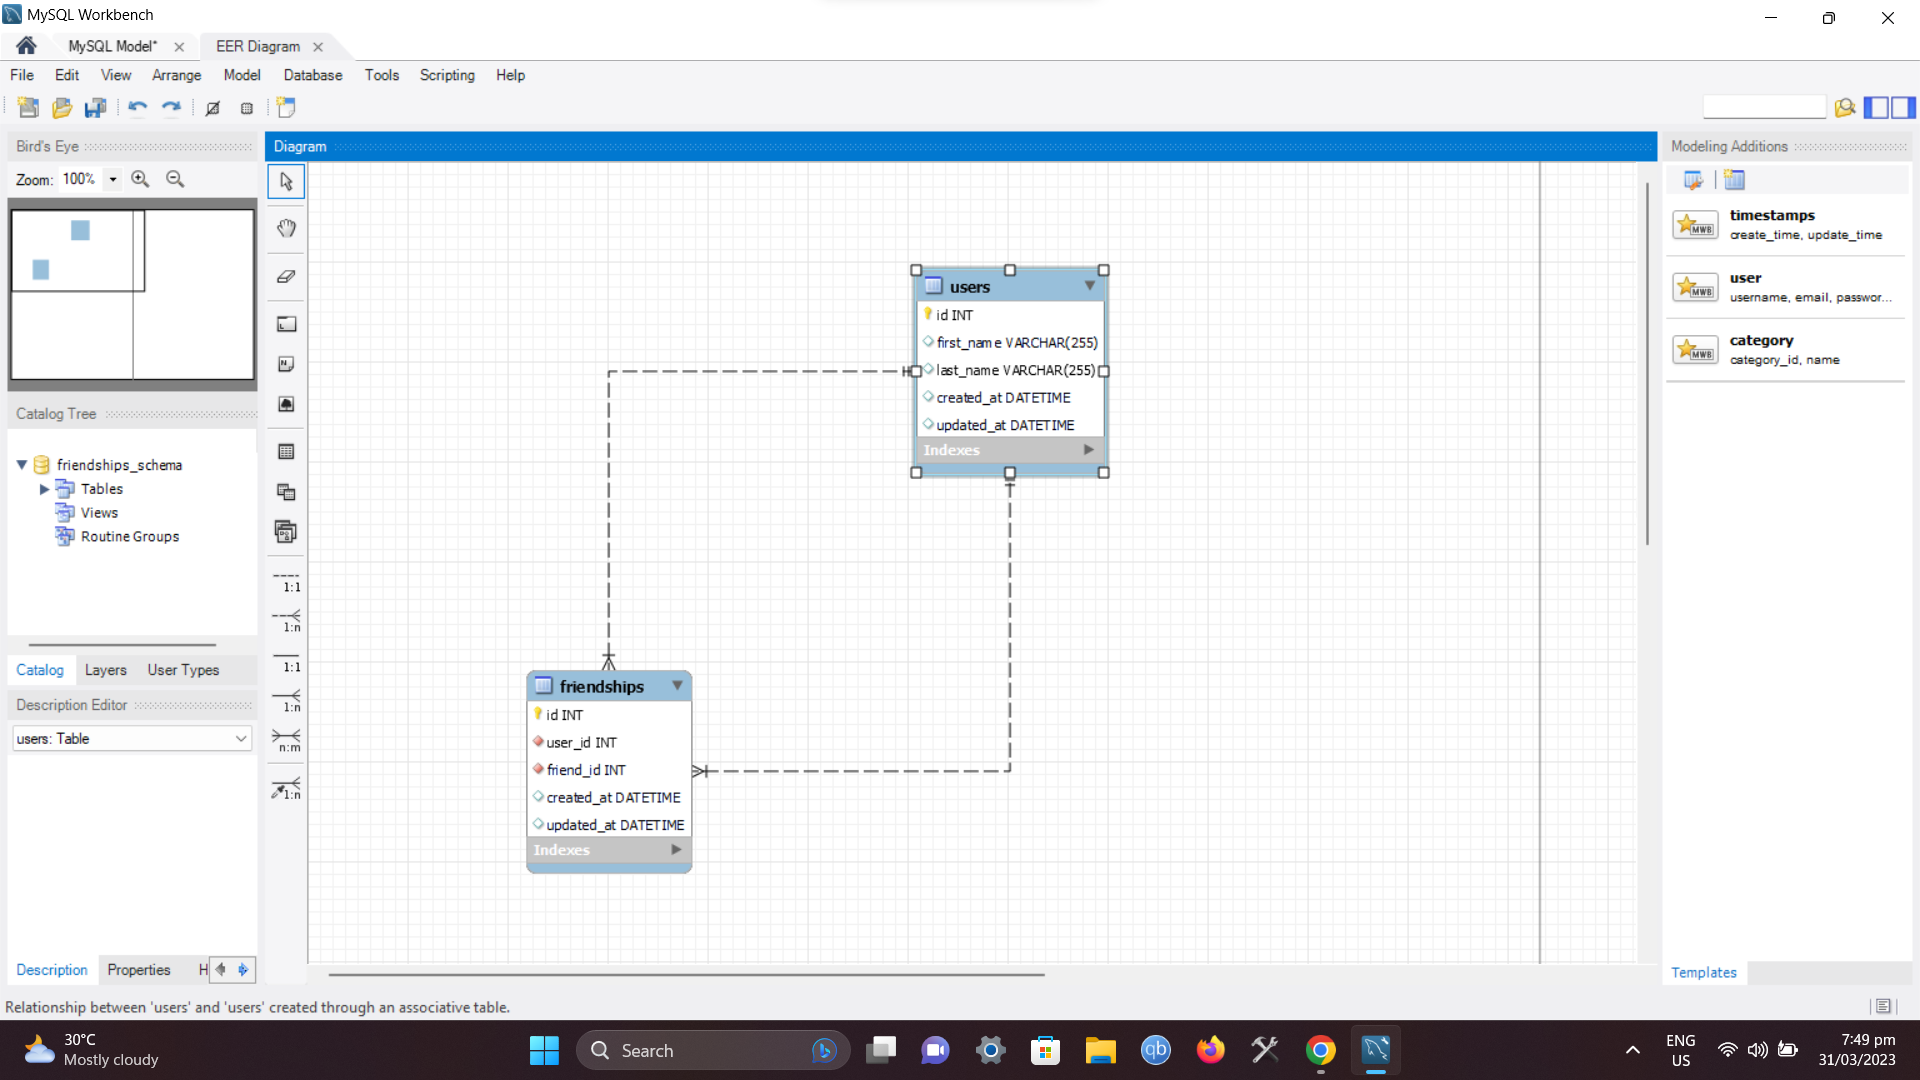 MySQL Workbench
MySQL Model*
EER Diagram
File Edit View Arrange Model Database Tools Scripting Help
Bird's Eye
Zoom: 100%
Diagram
Modeling Additions
timestamps
create_time, update_time
user
username, email, passwor...
category
category_id, name
users
id INT
first_name VARCHAR(255)
last_name VARCHAR(255)
created_at DATETIME
updated_at DATETIME
Indexes
Catalog Tree
friendships_schema
Tables
Views
Routine Groups
1:1
1:n
1:1
1:n
n:m
1:n
Catalog Layers User Types
Description Editor
users: Table
friendships
id INT
user_id INT
friend_id INT
created_at DATETIME
updated_at DATETIME
Indexes
Description Properties H
Templates
Relationship between 'users' and 'users' created through an associative table.
30°C
Mostly cloudy
Search
ENG
US
7:49 pm
31/03/2023
MWB
MWB
MWB
qb